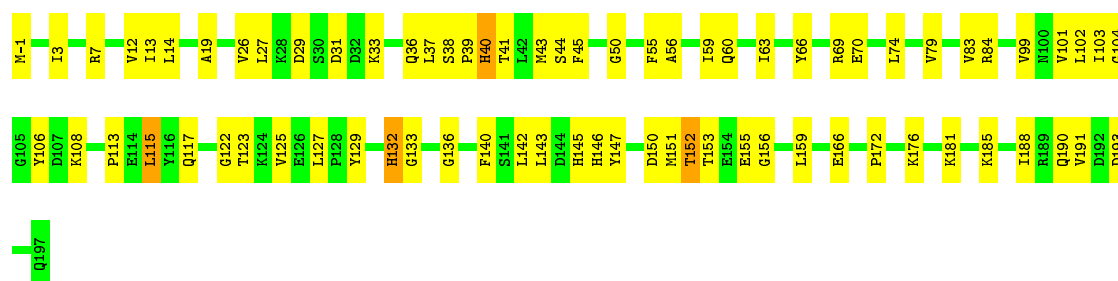 M-1 I3 R7 V12 I13 L14 A19 V26 L27 K28 D29 S30 D31 D32 K33 Q36 L37 S38 P39 H40 T41 L42 M43 S44 F45 G50 F55 A56 I59 Q60 I63 Y66 R69 E70 L74 V79 V83 R84 V99 N100 V101 L102 I103 G104
G105 Y106 D107 K108 P113 E114 L115 Y116 Q117 G122 T123 K124 V125 E126 L127 P128 Y129 H132 G133 G136 F140 S141 L142 L143 D144 H145 H146 Y147 D150 M151 T152 T153 E154 E155 G156 L159 E166 P172 K176 K181 K185 I188 R189 Q190 V191 D192 D193
Q197